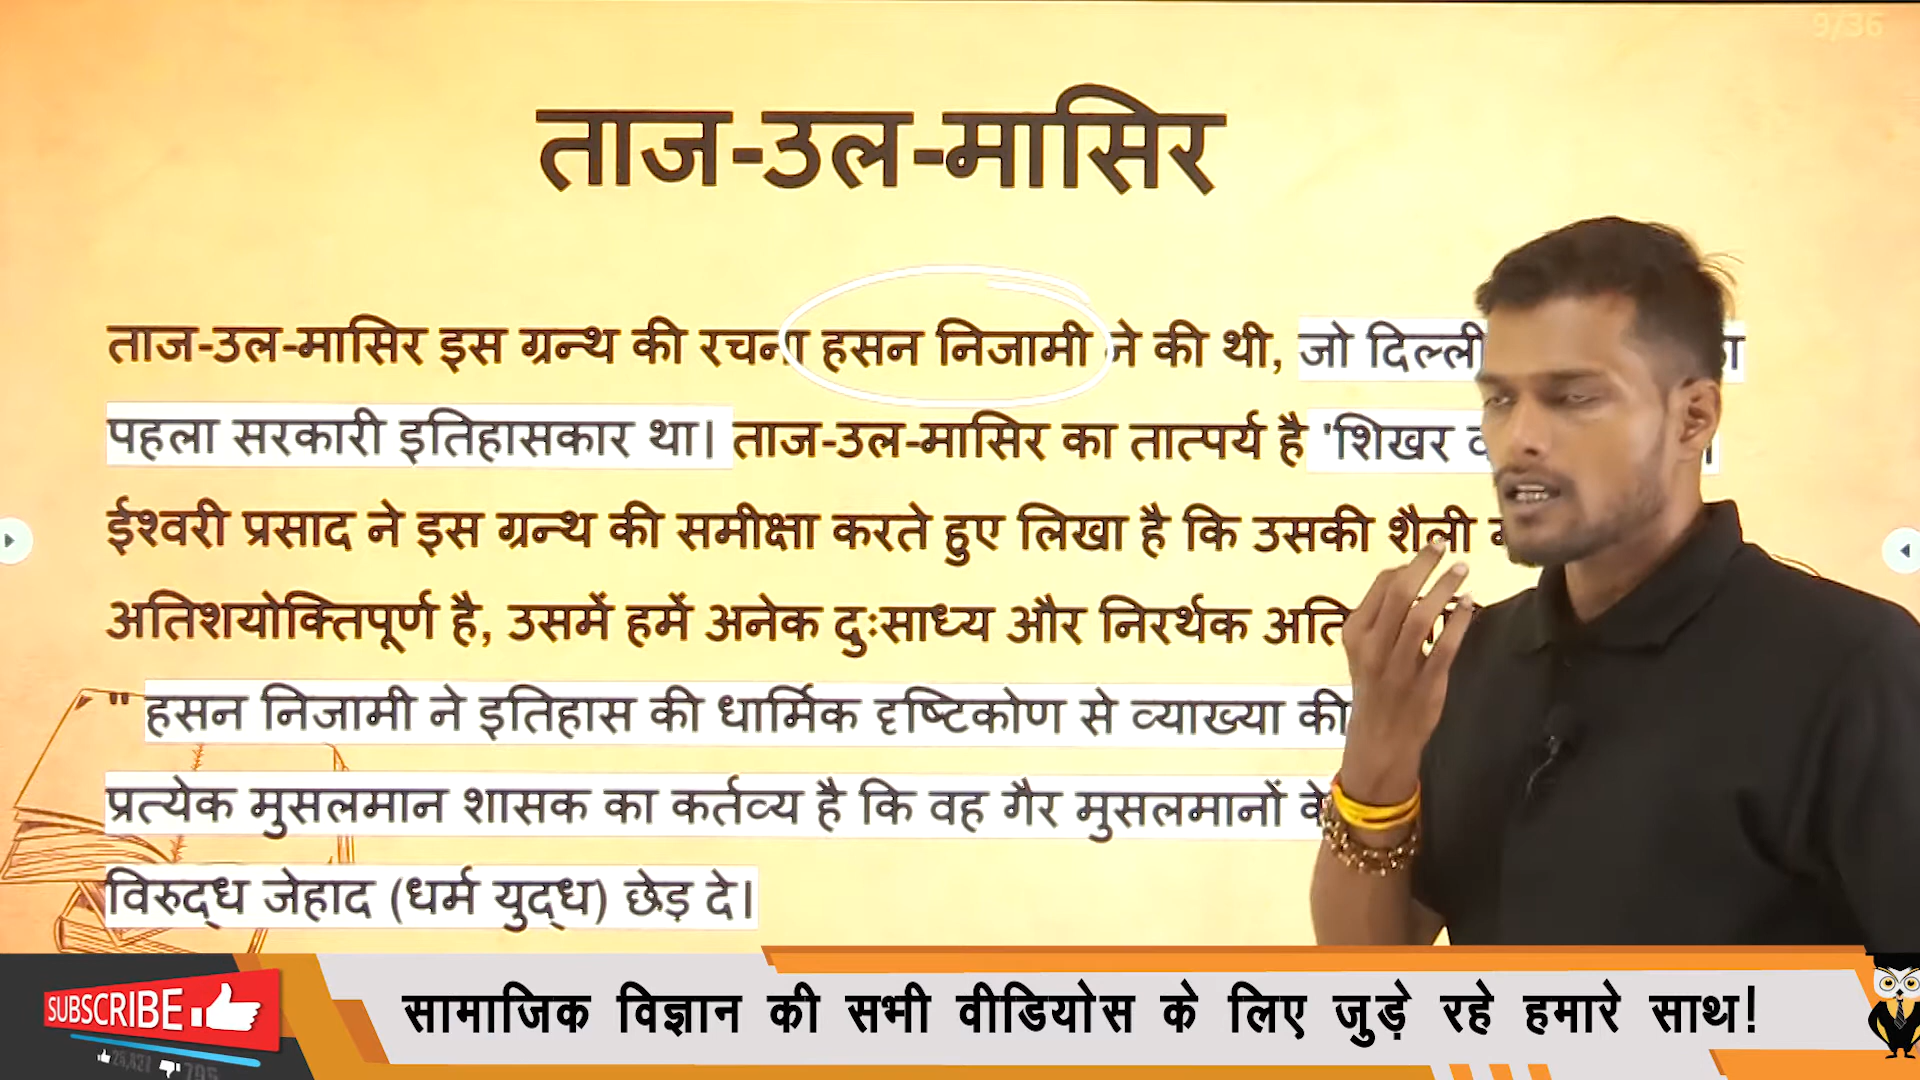 9/36
ताज-उल-मासिर
ताज-उल-मासिर इस ग्रन्थ की रचना हसन निजामी ने की थी, जो दिल्ली
पहला सरकारी इतिहासकार था। ताज-उल-मासिर का तात्पर्य है 'शिखर
ईश्वरी प्रसाद ने इस ग्रन्थ की समीक्षा करते हुए लिखा है कि उसकी शैली
अतिशयोक्तिपूर्ण है, उसमें हमें अनेक दुःसाध्य और निरर्थक
" हसन निजामी ने इतिहास की धार्मिक दृष्टिकोण से व्याख्या की
प्रत्येक मुसलमान शासक का कर्तव्य है कि वह गैर मुसलमानों के
विरुद्ध जेहाद (धर्म युद्ध) छेड़ दे।
SUBSCRIBE
सामाजिक विज्ञान की सभी वीडियोस के लिए जुड़े रहे हमारे साथ!
795